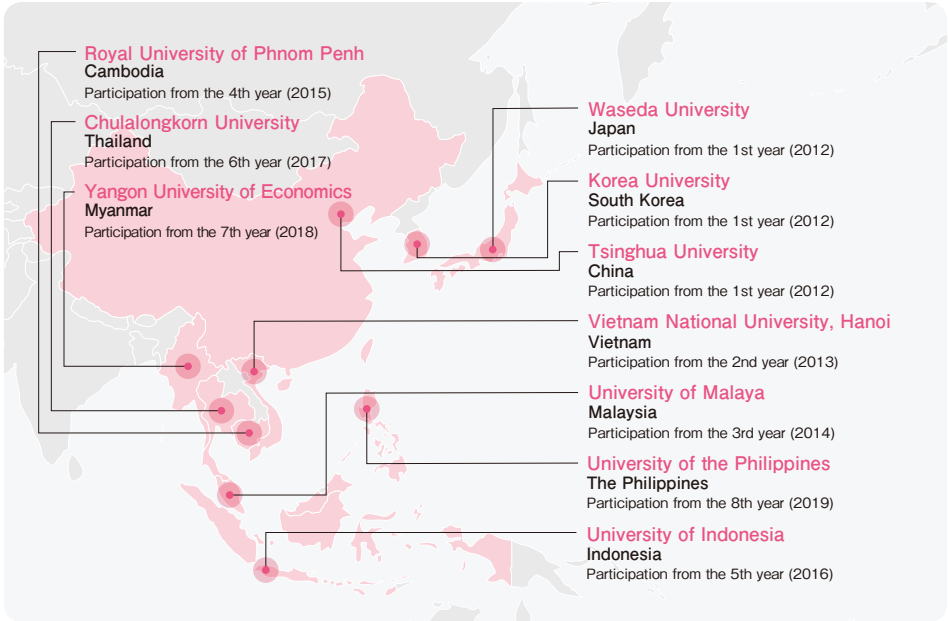 Royal University of Phnom Penh
Cambodia
Participation from the 4th year (2015)
Chulalongkorn University
Thailand
Participation from the 6th year (2017)
Yangon University of Economics
Myanmar
Participation from the 7th year (2018)
Waseda University
Japan
Participation from the 1st year (2012)
Korea University
South Korea
Participation from the 1st year (2012)
Tsinghua University
China
Participation from the 1st year (2012)
Vietnam National University, Hanoi
Vietnam
Participation from the 2nd year (2013)
University of Malaya
Malaysia
Participation from the 3rd year (2014)
University of the Philippines
The Philippines
Participation from the 8th year (2019)
University of Indonesia
Indonesia
Participation from the 5th year (2016)